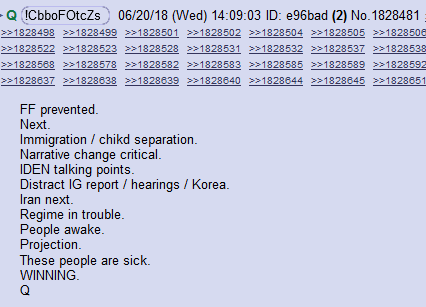 Q !CbboFOtcZs 06/20/18 (Wed) 14:09:03 ID: e96bad (2) No.1828481
>>1828498 >>1828499 >>1828501 >>1828502 >>1828504 >>1828505 >>1828506
>>1828522 >>1828523 >>1828528 >>1828531 >>1828532 >>1828537 >>1828538
>>1828568 >>1828578 >>1828582 >>1828583 >>1828585 >>1828589 >>1828592
>>1828637 >>1828638 >>1828639 >>1828640 >>1828644 >>1828645 >>1828651
FF prevented.
Next.
Immigration / chikd separation.
Narrative change critical.
IDEN talking points.
Distract IG report / hearings / Korea.
Iran next.
Regime in trouble.
People awake.
Projection.
These people are sick.
WINNING.
Q